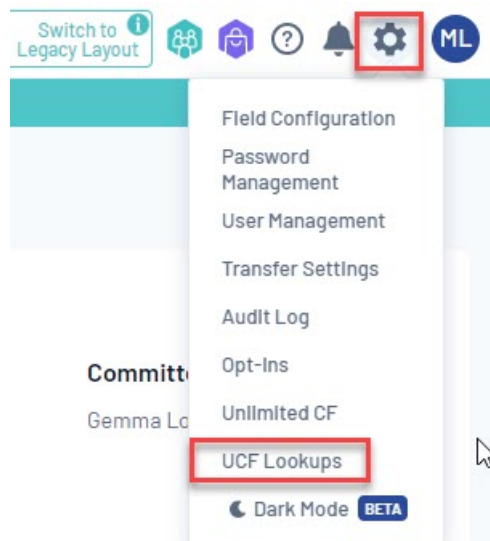 Switch to
Legacy Layout
i
ML
Field Configuration
Password
Management
User Management
Transfer Settings
Audit Log
Opt-Ins
Committ
Gemma Lo
Unlimited CF
UCF Lookups
Dark Mode BETA